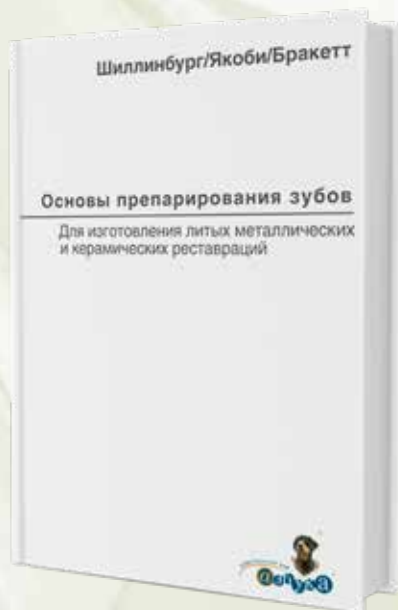 Шиллинбург/Якоби/Бракетт
Основы препарирования зубов
Для изготовления литых металлических
и керамических реставраций